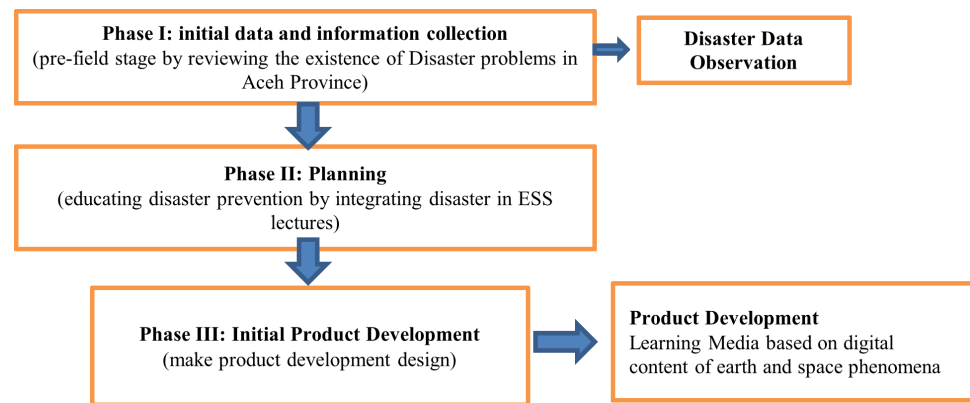 Phase I: initial data and information collection
(pre-field stage by reviewing the existence of Disaster problems in
Aceh Province)
Disaster Data
Observation
Phase II: Planning
(educating disaster prevention by integrating disaster in ESS
lectures)
Phase III: Initial Product Development
(make product development design)
Product Development
Learning Media based on digital
content of earth and space phenomena